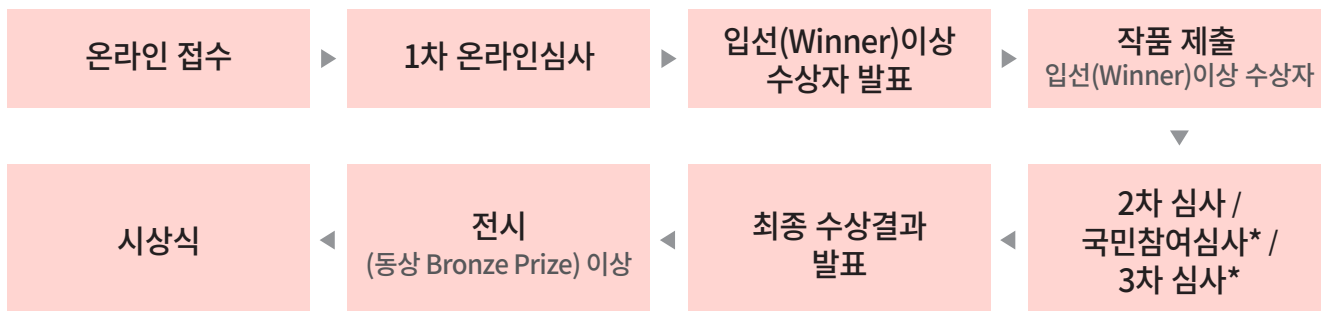 온라인 접수
1차 온라인심사
입선(Winner)이상
수상자 발표
작품 제출
입선(Winner)이상 수상자
2차 심사 /
국민참여심사* /
3차 심사*
최종 수상결과
발표
전시
(동상 Bronze Prize) 이상
시상식